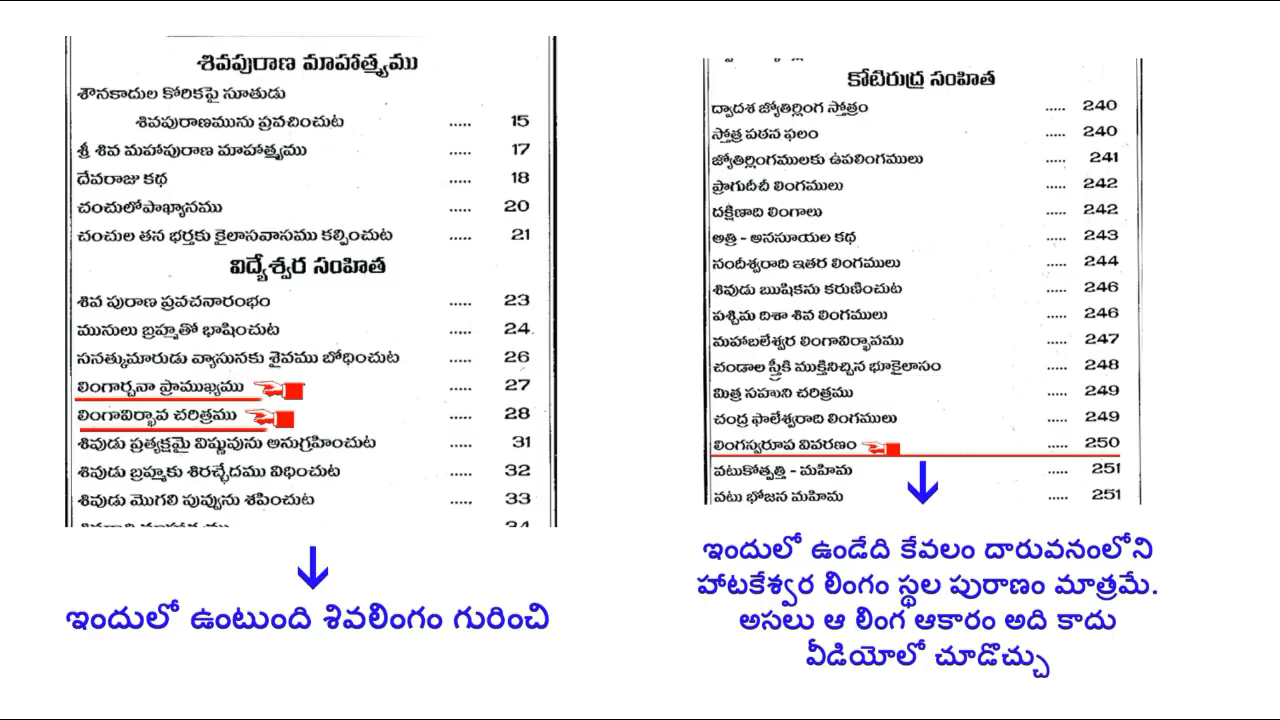 శివపురాణ మాహాత్మ్యము
శౌనకాదుల కోరికపై సూతుడు
శివపురాణమును ప్రవచించుట ..... 15
శ్రీ శివ మహాపురాణ మాహాత్మ్యము ..... 17
దేవరాజు కథ ..... 18
చంచులోపాఖ్యానము ..... 20
చంచుల తన భర్తకు కైలాసవాసము కల్పించుట ..... 21
విద్యేశ్వర సంహిత
శివ పురాణ ప్రవచనారంభం ..... 23
మునులు బ్రహ్మతో భాషించుట ..... 24
సనత్కుమారుడు వ్యాసునకు శైవము బోధించుట ..... 26
లింగార్చనా ప్రాముఖ్యము ..... 27
లింగావిర్భావ చరిత్రము ..... 28
శివుడు ప్రత్యక్షమై విష్ణువును అనుగ్రహించుట ..... 31
శివుడు బ్రహ్మకు శిరచ్ఛేదము విధించుట ..... 32
శివుడు మొగలి పువ్వును శపించుట ..... 33
ఇందులో ఉంటుంది శివలింగం గురించి
కోటిరుద్ర సంహిత
ద్వాదశ జ్యోతిర్లింగ స్తోత్రం ..... 240
స్తోత్ర పఠన ఫలం ..... 240
జ్యోతిర్లింగములకు ఉపలింగములు ..... 241
ప్రాగుదీచీ లింగములు ..... 242
దక్షిణాది లింగాలు ..... 242
అత్రి - అనసూయల కథ ..... 243
నందీశ్వరాది ఇతర లింగములు ..... 244
శివుడు ఋషికను కరుణించుట ..... 246
పశ్చిమ దిశా శివ లింగములు ..... 246
మహాబలేశ్వర లింగావిర్భావము ..... 247
చండాల స్త్రీకి ముక్తినిచ్చిన భూకైలాసం ..... 248
మిత్ర సహుని చరిత్రము ..... 249
చంద్ర ఫాలేశ్వరాది లింగములు ..... 249
లింగస్వరూప వివరణం ..... 250
వటుకోత్పత్తి - మహిమ ..... 251
వటు భోజన మహిమ ..... 251
ఇందులో ఉండేది కేవలం దారువనంలోని
హాటకేశ్వర లింగం స్థల పురాణం మాత్రమే.
అసలు ఆ లింగ ఆకారం అది కాదు
వీడియోలో చూడొచ్చు